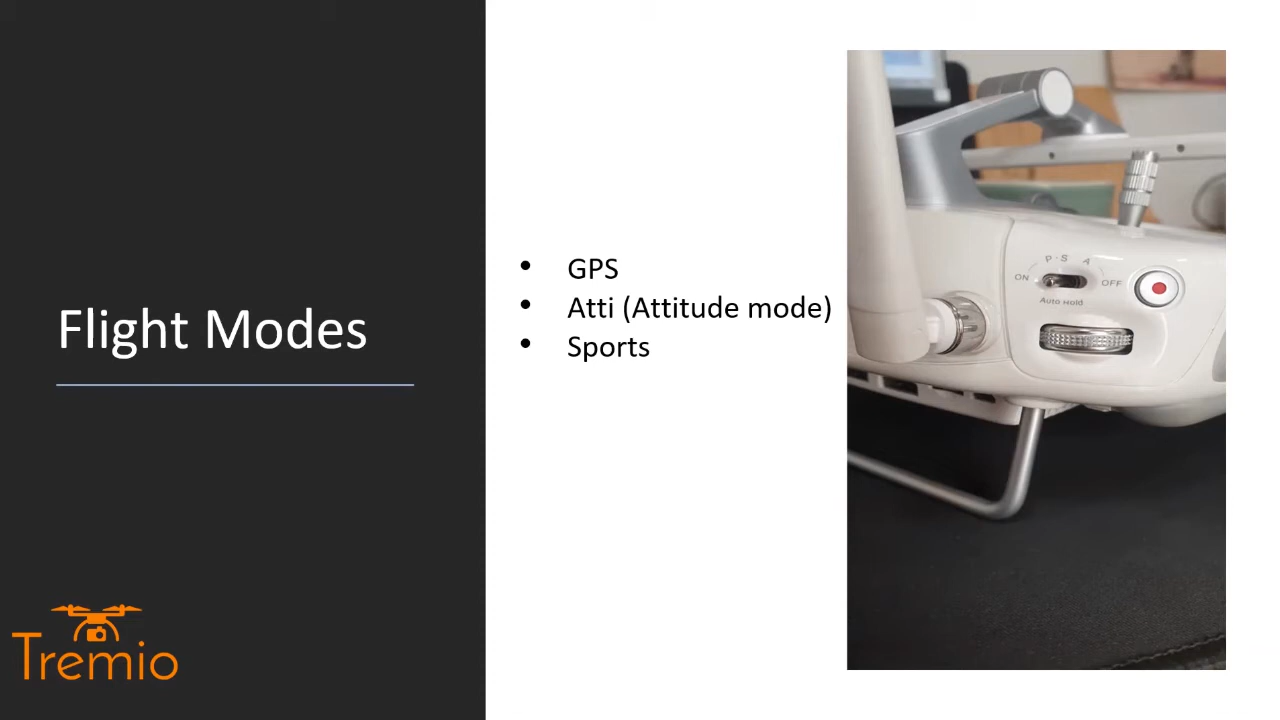 Flight Modes
• GPS
• Atti (Attitude mode)
• Sports
P · S A
ON OFF
Auto Hold
Tremio